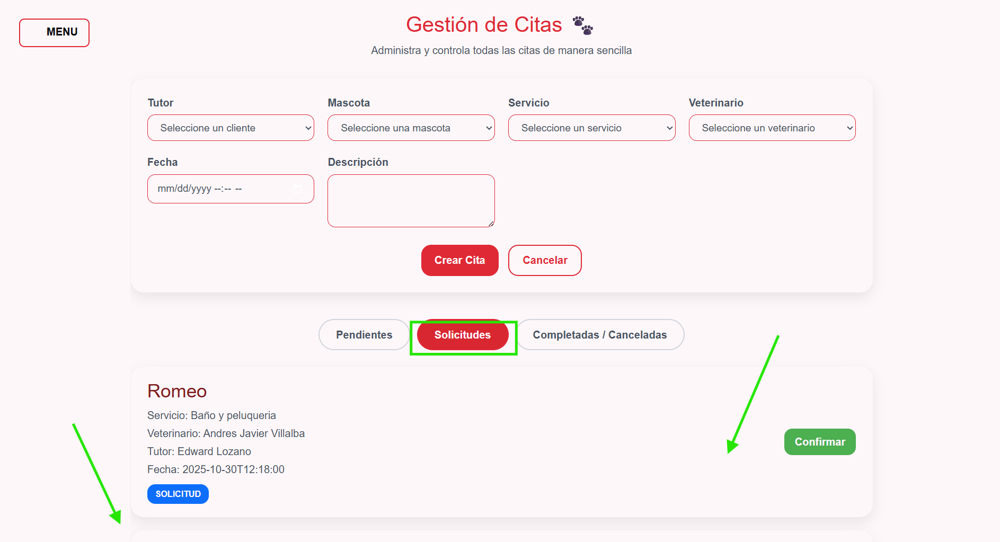 MENU
Gestión de Citas
Administra y controla todas las citas de manera sencilla
Tutor
Mascota
Servicio
Veterinario
Seleccione un cliente
Seleccione una mascota
Seleccione un servicio
Seleccione un veterinario
Fecha
Descripción
mm/dd/yyyy --:-- --
Crear Cita
Cancelar
Pendientes
Solicitudes
Completadas / Canceladas
Romeo
Servicio: Baño y peluqueria
Veterinario: Andres Javier Villalba
Tutor: Edward Lozano
Fecha: 2025-10-30T12:18:00
SOLICITUD
Confirmar